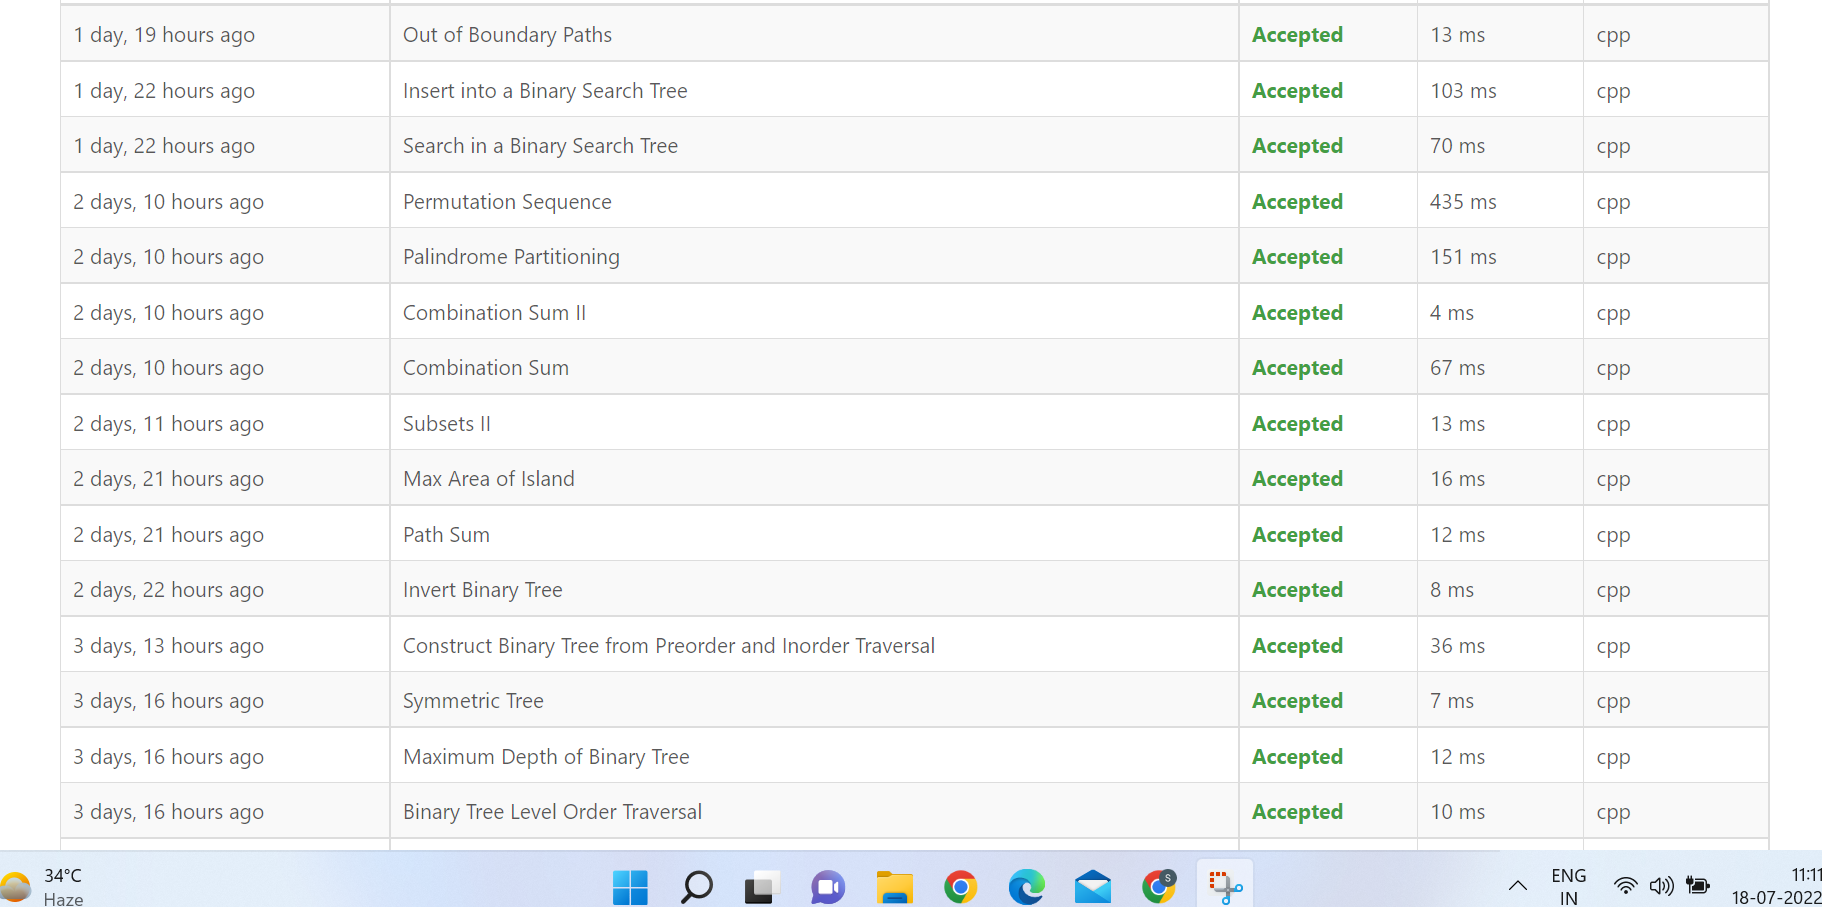 1 day, 19 hours ago Out of Boundary Paths Accepted 13 ms cpp
1 day, 22 hours ago Insert into a Binary Search Tree Accepted 103 ms cpp
1 day, 22 hours ago Search in a Binary Search Tree Accepted 70 ms cpp
2 days, 10 hours ago Permutation Sequence Accepted 435 ms cpp
2 days, 10 hours ago Palindrome Partitioning Accepted 151 ms cpp
2 days, 10 hours ago Combination Sum II Accepted 4 ms cpp
2 days, 10 hours ago Combination Sum Accepted 67 ms cpp
2 days, 11 hours ago Subsets II Accepted 13 ms cpp
2 days, 21 hours ago Max Area of Island Accepted 16 ms cpp
2 days, 21 hours ago Path Sum Accepted 12 ms cpp
2 days, 22 hours ago Invert Binary Tree Accepted 8 ms cpp
3 days, 13 hours ago Construct Binary Tree from Preorder and Inorder Traversal Accepted 36 ms cpp
3 days, 16 hours ago Symmetric Tree Accepted 7 ms cpp
3 days, 16 hours ago Maximum Depth of Binary Tree Accepted 12 ms cpp
3 days, 16 hours ago Binary Tree Level Order Traversal Accepted 10 ms cpp
34°C S ENG 11:11
Haze IN 18-07-2022